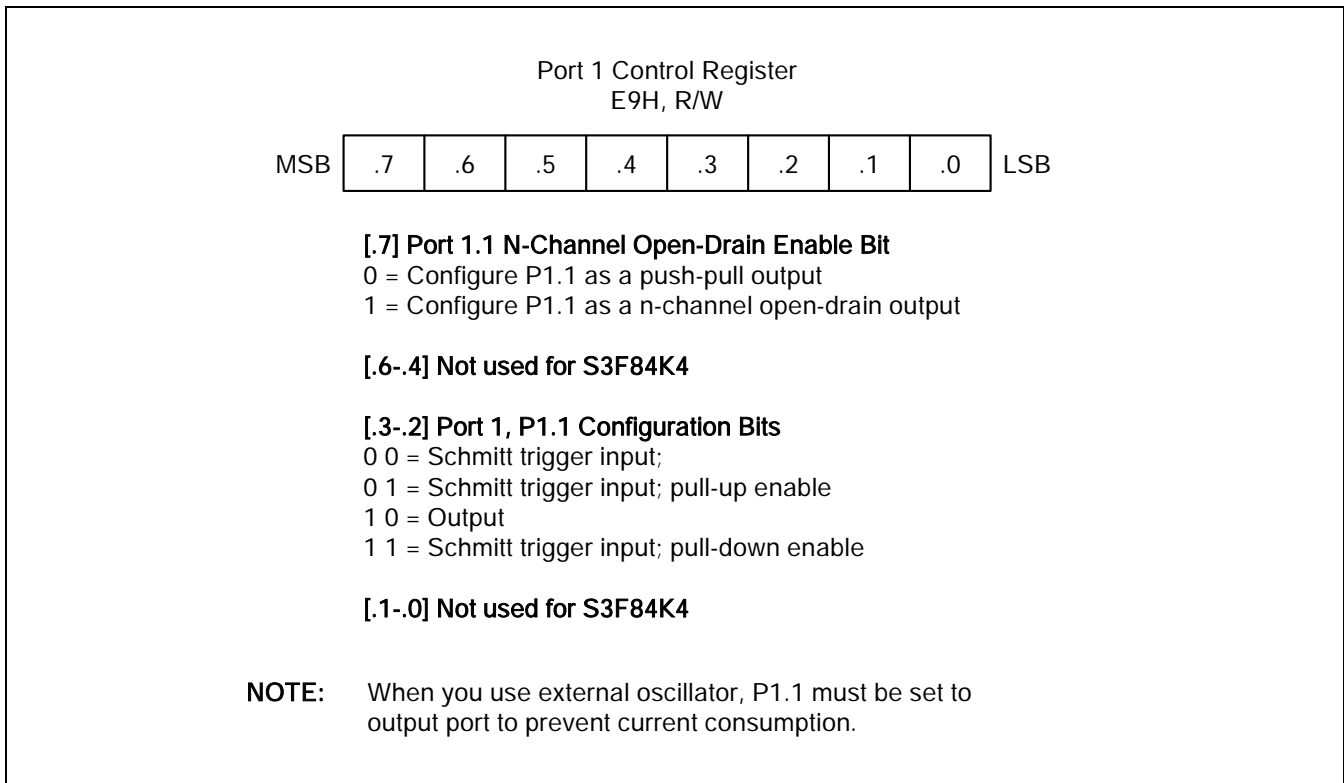 Port 1 Control Register
E9H, R/W
MSB .7 .6 .5 .4 .3 .2 .1 .0 LSB
[.7] Port 1.1 N-Channel Open-Drain Enable Bit
0 = Configure P1.1 as a push-pull output
1 = Configure P1.1 as a n-channel open-drain output
[.6-.4] Not used for S3F84K4
[.3-.2] Port 1, P1.1 Configuration Bits
0 0 = Schmitt trigger input;
0 1 = Schmitt trigger input; pull-up enable
1 0 = Output
1 1 = Schmitt trigger input; pull-down enable
[.1-.0] Not used for S3F84K4
NOTE: When you use external oscillator, P1.1 must be set to
output port to prevent current consumption.